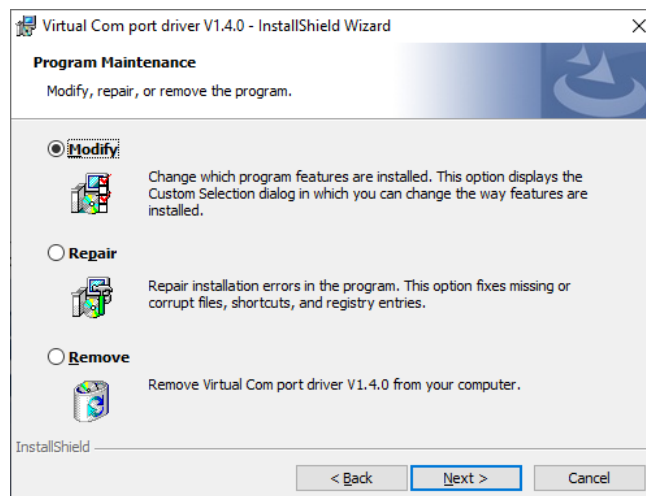 Virtual Com port driver V1.4.0 - InstallShield Wizard
Program Maintenance
Modify, repair, or remove the program.
Modify
Change which program features are installed. This option displays the
Custom Selection dialog in which you can change the way features are
installed.
Repair
Repair installation errors in the program. This option fixes missing or
corrupt files, shortcuts, and registry entries.
Remove
Remove Virtual Com port driver V1.4.0 from your computer.
InstallShield
< Back Next > Cancel